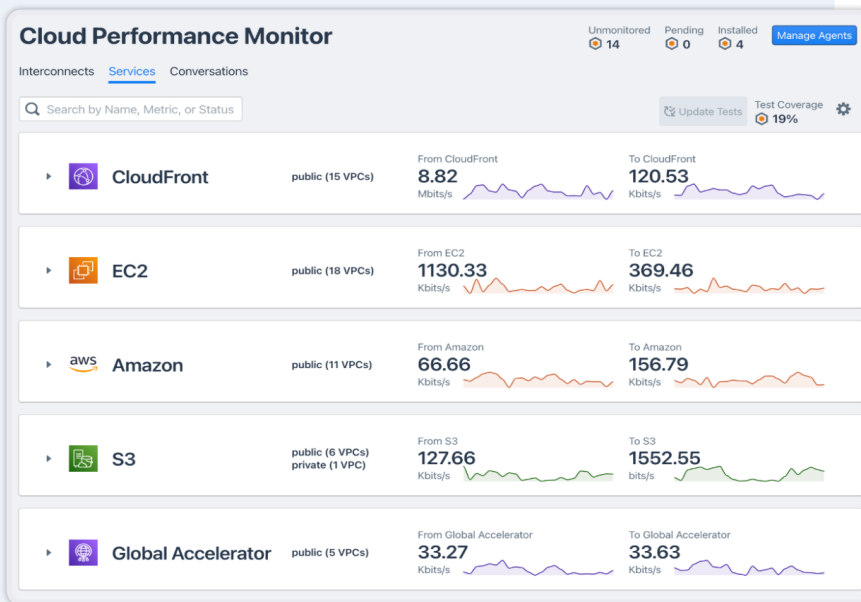 Cloud Performance Monitor
Unmonitored Pending Installed
14 0 4
Manage Agents
Interconnects Services Conversations
Search by Name, Metric, or Status
Update Tests
Test Coverage
19%
CloudFront
public (15 VPCs)
From CloudFront
8.82
Mbits/s
To CloudFront
120.53
Kbits/s
EC2
public (18 VPCs)
From EC2
1130.33
Kbits/s
To EC2
369.46
Kbits/s
aws
Amazon
public (11 VPCs)
From Amazon
66.66
Kbits/s
To Amazon
156.79
Kbits/s
S3
public (6 VPCs)
private (1 VPC)
From S3
127.66
Kbits/s
To S3
1552.55
bits/s
Global Accelerator
public (5 VPCs)
From Global Accelerator
33.27
Kbits/s
To Global Accelerator
33.63
Kbits/s